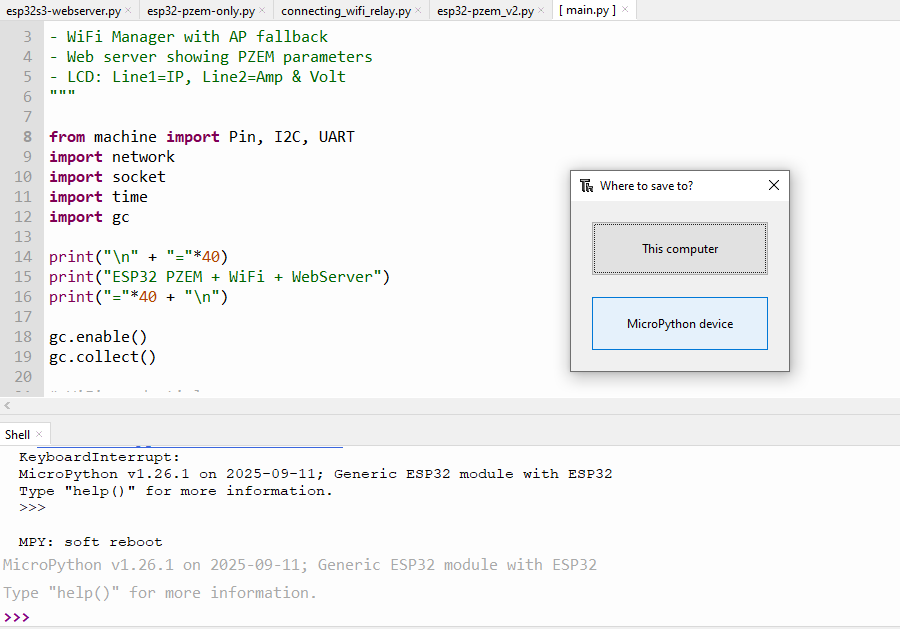 esp32s3-webserver.py × esp32-pzem-only.py × connecting_wifi_relay.py × esp32-pzem_v2.py × [ main.py ] ×
3 - WiFi Manager with AP fallback
4 - Web server showing PZEM parameters
5 - LCD: Line1=IP, Line2=Amp & Volt
6 """
7
8 from machine import Pin, I2C, UART
9 import network
10 import socket
11 import time
12 import gc
13
14 print("\n" + "="*40)
15 print("ESP32 PZEM + WiFi + WebServer")
16 print("="*40 + "\n")
17
18 gc.enable()
19 gc.collect()
20
Where to save to?
This computer
MicroPython device
Shell ×
KeyboardInterrupt:
MicroPython v1.26.1 on 2025-09-11; Generic ESP32 module with ESP32
Type "help()" for more information.
>>>
MPY: soft reboot
MicroPython v1.26.1 on 2025-09-11; Generic ESP32 module with ESP32
Type "help()" for more information.
>>>